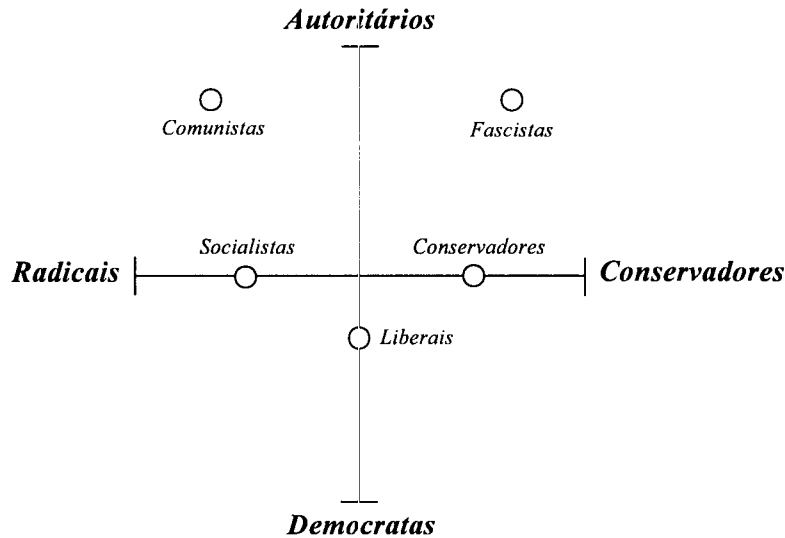 Autoritários
Comunistas
Fascistas
Socialistas
Conservadores
Radicais
Conservadores
Liberais
Democratas